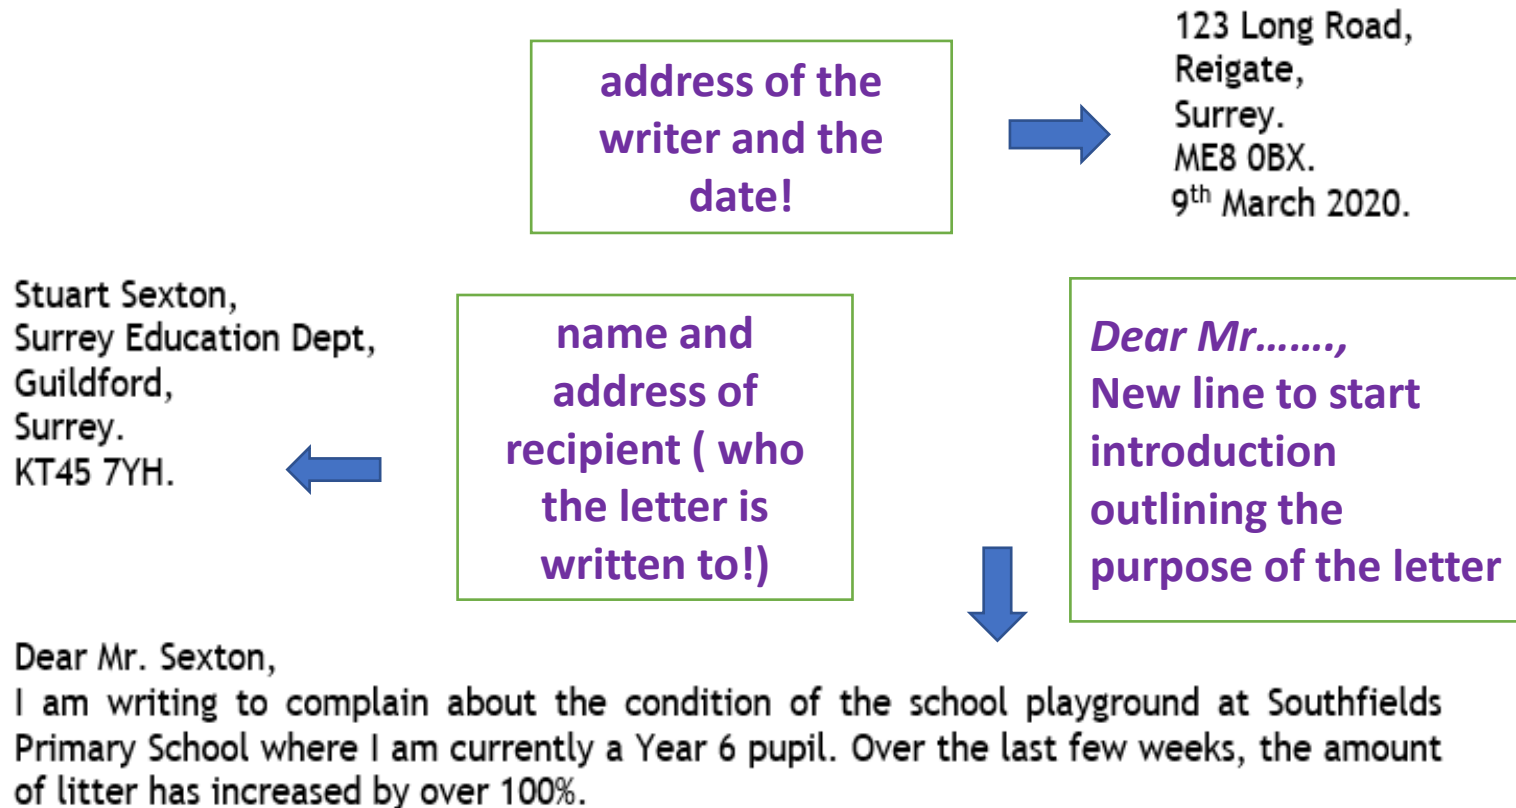 123 Long Road,
Reigate,
Surrey.
ME8 0BX.
9th March 2020.
address of the
writer and the
date!
Stuart Sexton,
Surrey Education Dept,
Guildford,
Surrey.
KT45 7YH.
name and
address of
recipient ( who
the letter is
written to!)
Dear Mr…….,
New line to start
introduction
outlining the
purpose of the letter
Dear Mr. Sexton,
I am writing to complain about the condition of the school playground at Southfields
Primary School where I am currently a Year 6 pupil. Over the last few weeks, the amount
of litter has increased by over 100%.